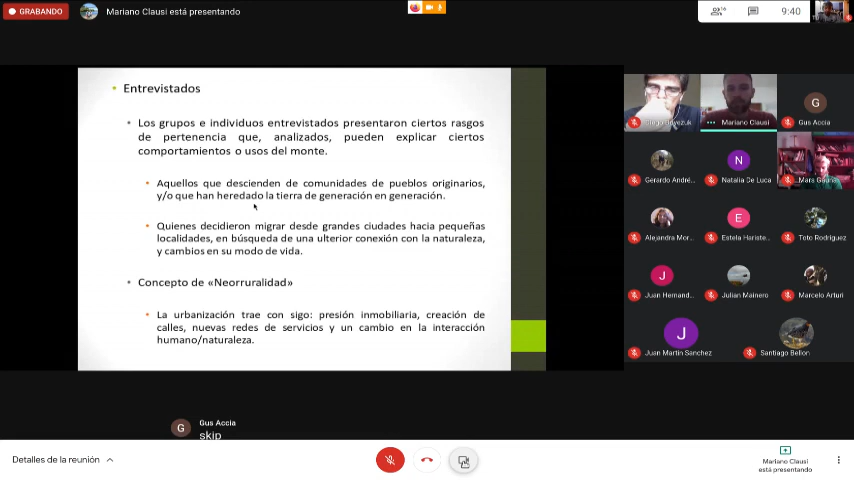 GRABANDO
Mariano Clausi está presentando
16
9:40
Entrevistados
Los grupos e individuos entrevistados presentaron ciertos rasgos
de pertenencia que, analizados, pueden explicar ciertos
comportamientos o usos del monte.
Aquellos que descienden de comunidades de pueblos originarios,
y/o que han heredado la tierra de generación en generación.
Quienes decidieron migrar desde grandes ciudades hacia pequeñas
localidades, en búsqueda de una ulterior conexión con la naturaleza,
y cambios en su modo de vida.
Concepto de «Neorruralidad»
La urbanización trae con sigo: presión inmobiliaria, creación de
calles, nuevas redes de servicios y un cambio en la interacción
humano/naturaleza.
Mariano Clausi
G
Gus Accia
Gerardo André...
N
Natalia De Luca
Mara
Alejandra Mor...
E
Estela Hariste...
Toto Rodriguez
J
Juan Hernand...
Julian Mainero
Marcelo Arturi
J
Juan Martin Sanchez
Santiago Bellon
G
Gus Accia
skip
Detalles de la reunión
Mariano Clausi
está presentando